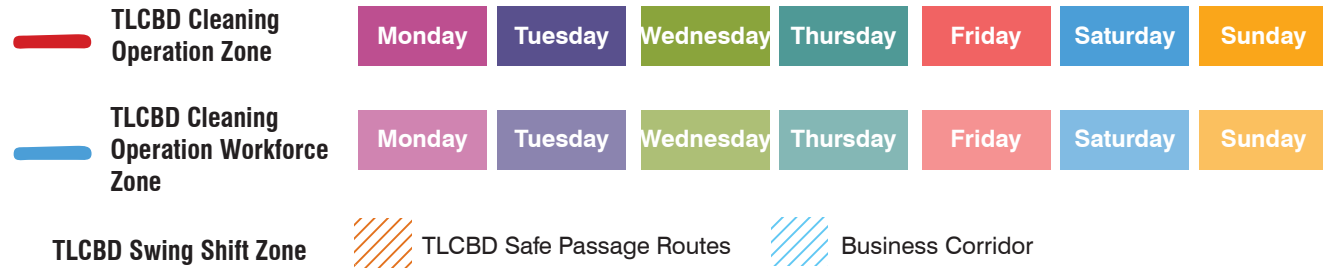 TLCBD Cleaning
Operation Zone
Monday Tuesday Wednesday Thursday Friday Saturday Sunday
TLCBD Cleaning
Operation Workforce
Zone
Monday Tuesday Wednesday Thursday Friday Saturday Sunday
TLCBD Swing Shift Zone TLCBD Safe Passage Routes Business Corridor